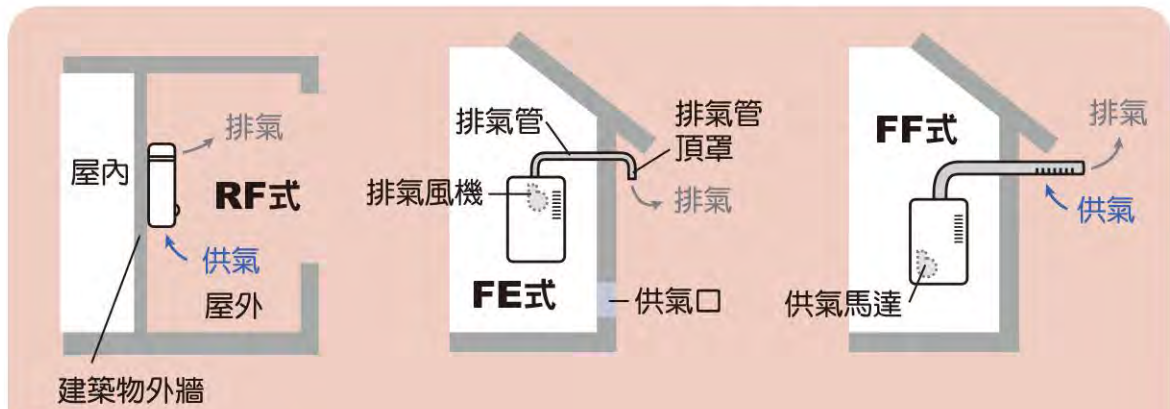 屋內
排氣
RF式
供氣
屋外
建築物外牆
排氣管
排氣管
頂罩
排氣風機
排氣
FE式
供氣口
FF式
排氣
供氣
供氣馬達